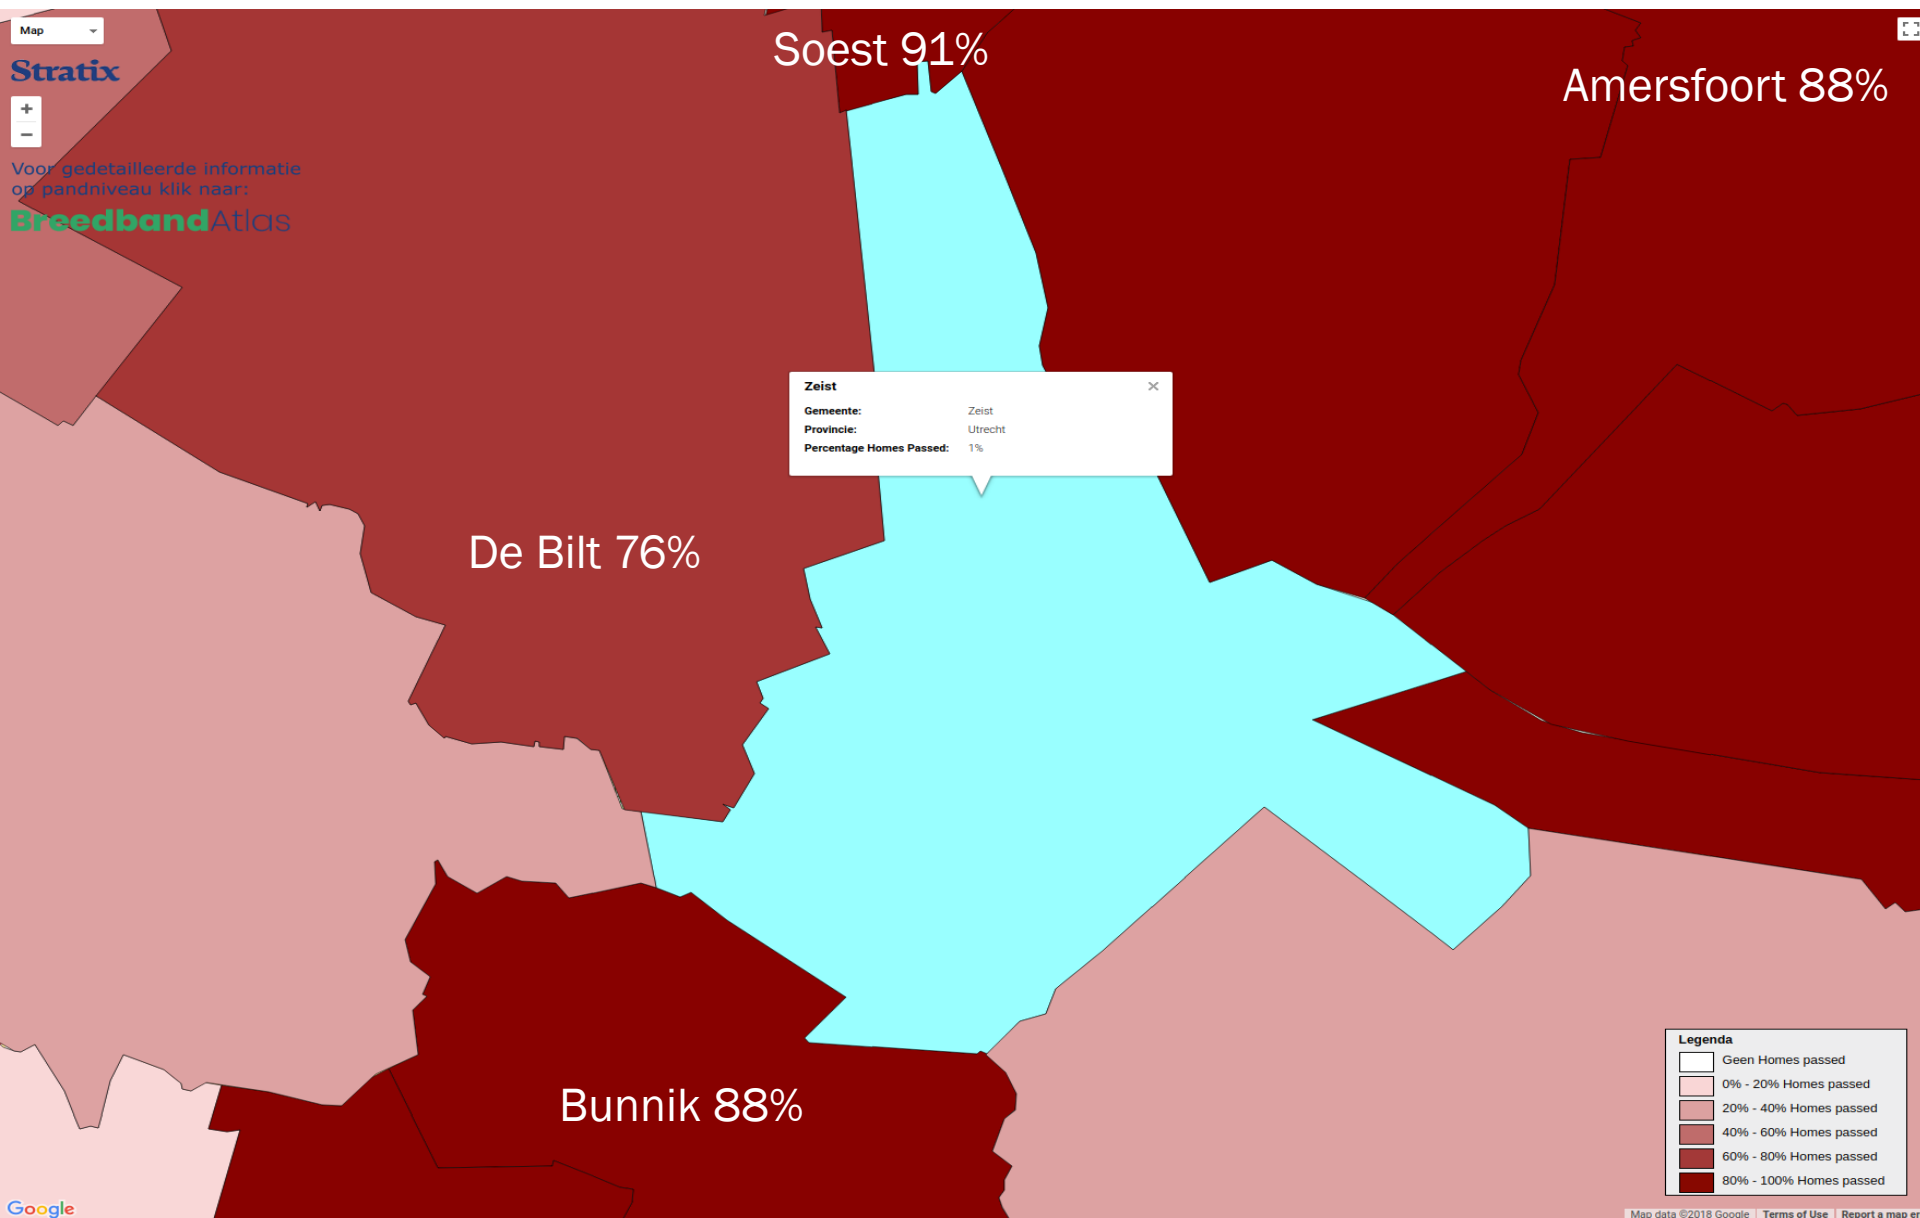 Map
Soest 91%
Amersfoort 88%
Stratix
+
−
Voor gedetailleerde informatie
op pandniveau klik naar:
BreedbandAtlas
Zeist
Gemeente: Zeist
Provincie: Utrecht
Percentage Homes Passed: 1%
De Bilt 76%
Bunnik 88%
Legenda
Geen Homes passed
0% - 20% Homes passed
20% - 40% Homes passed
40% - 60% Homes passed
60% - 80% Homes passed
80% - 100% Homes passed
Google
Map data ©2018 Google Terms of Use Report a map er